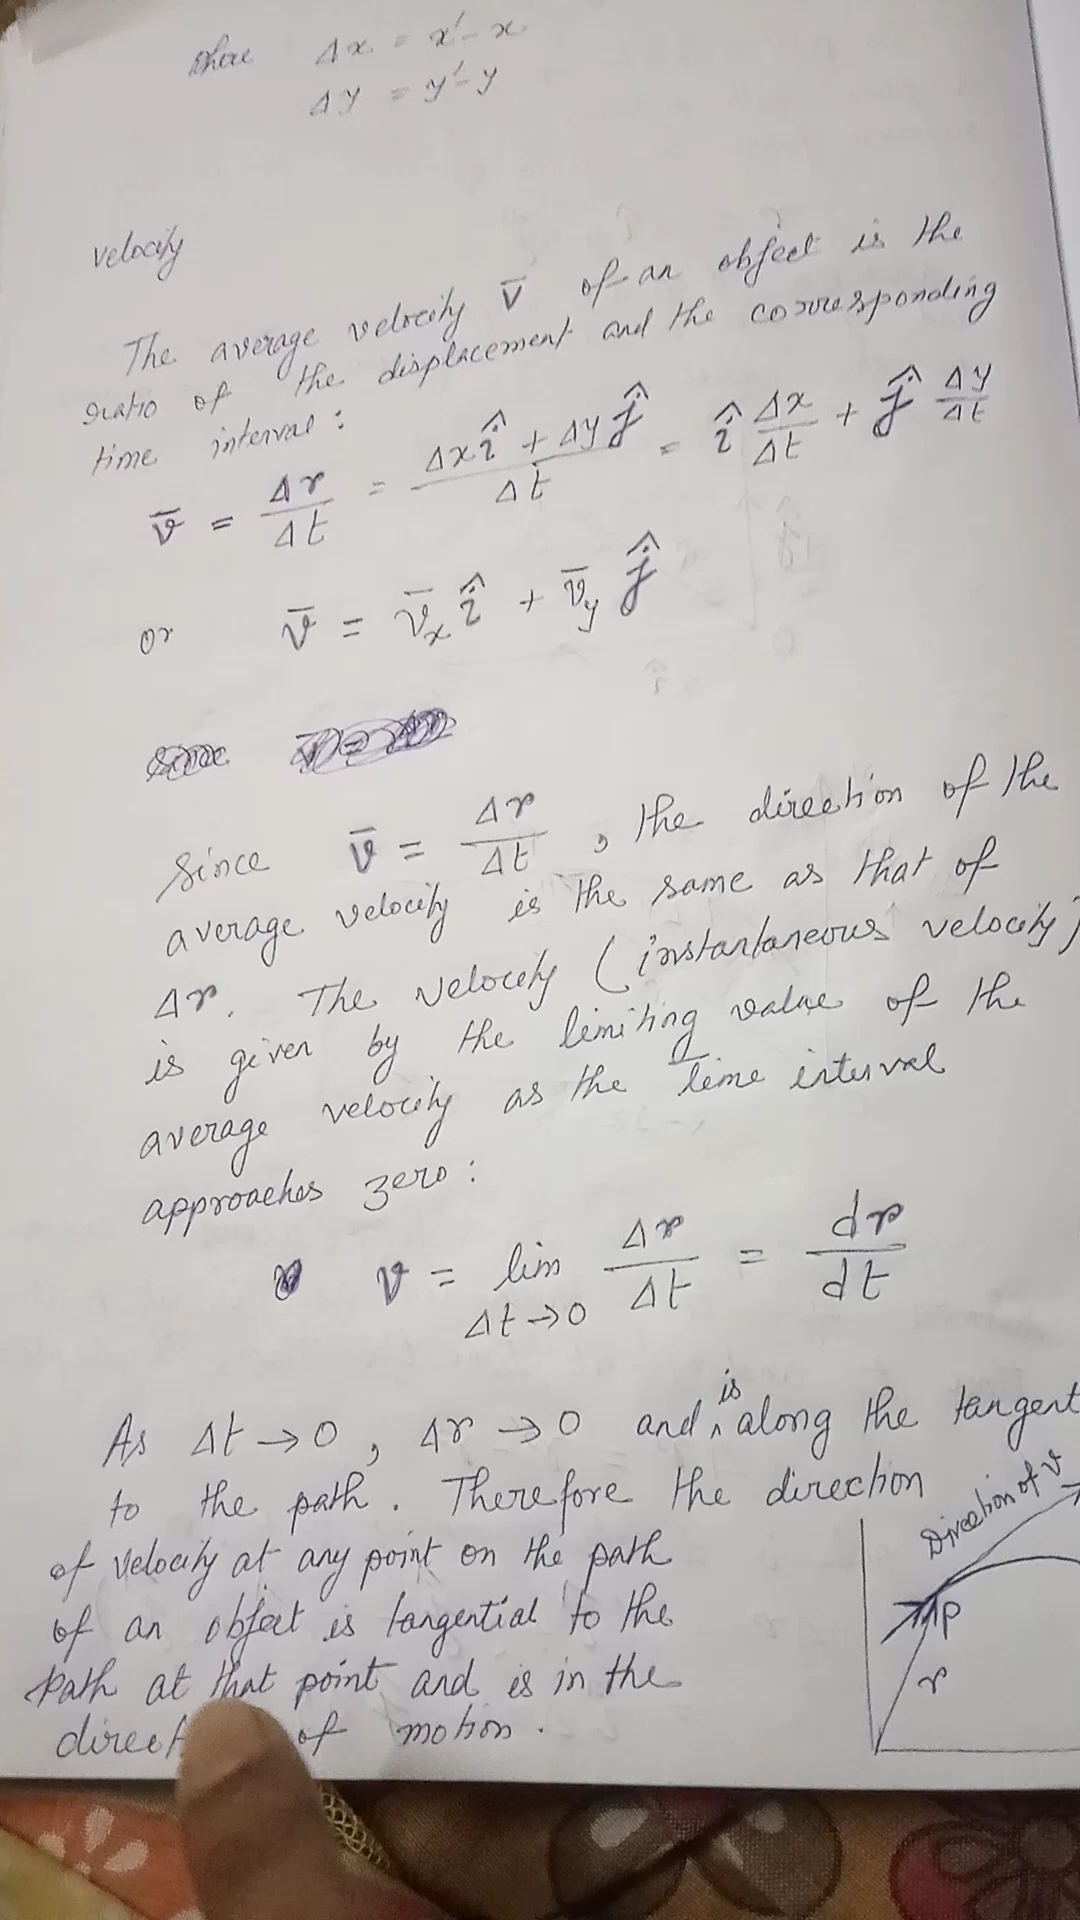 where Δx = x' - x
Δy = y' - y
velocity
The average velocity v̅ of an object is the
ratio of the displacement and the corresponding
time interval :
v̅ = Δr/Δt = (Δx î + Δy ĵ)/Δt = î Δx/Δt + ĵ Δy/Δt
or v̅ = v̅ₓ î + v̅_y ĵ
Since v̅ = Δr/Δt , the direction of the
average velocity is the same as that of
Δr. The velocity (instantaneous velocity)
is given by the limiting value of the
average velocity as the time interval
approaches zero :
v = lim Δt→0 Δr/Δt = dr/dt
As Δt → 0 , Δr → 0 and is along the tangent
to the path. Therefore the direction
of velocity at any point on the path
of an object is tangential to the
path at that point and is in the
direct of motion.
Direction of v
P
r